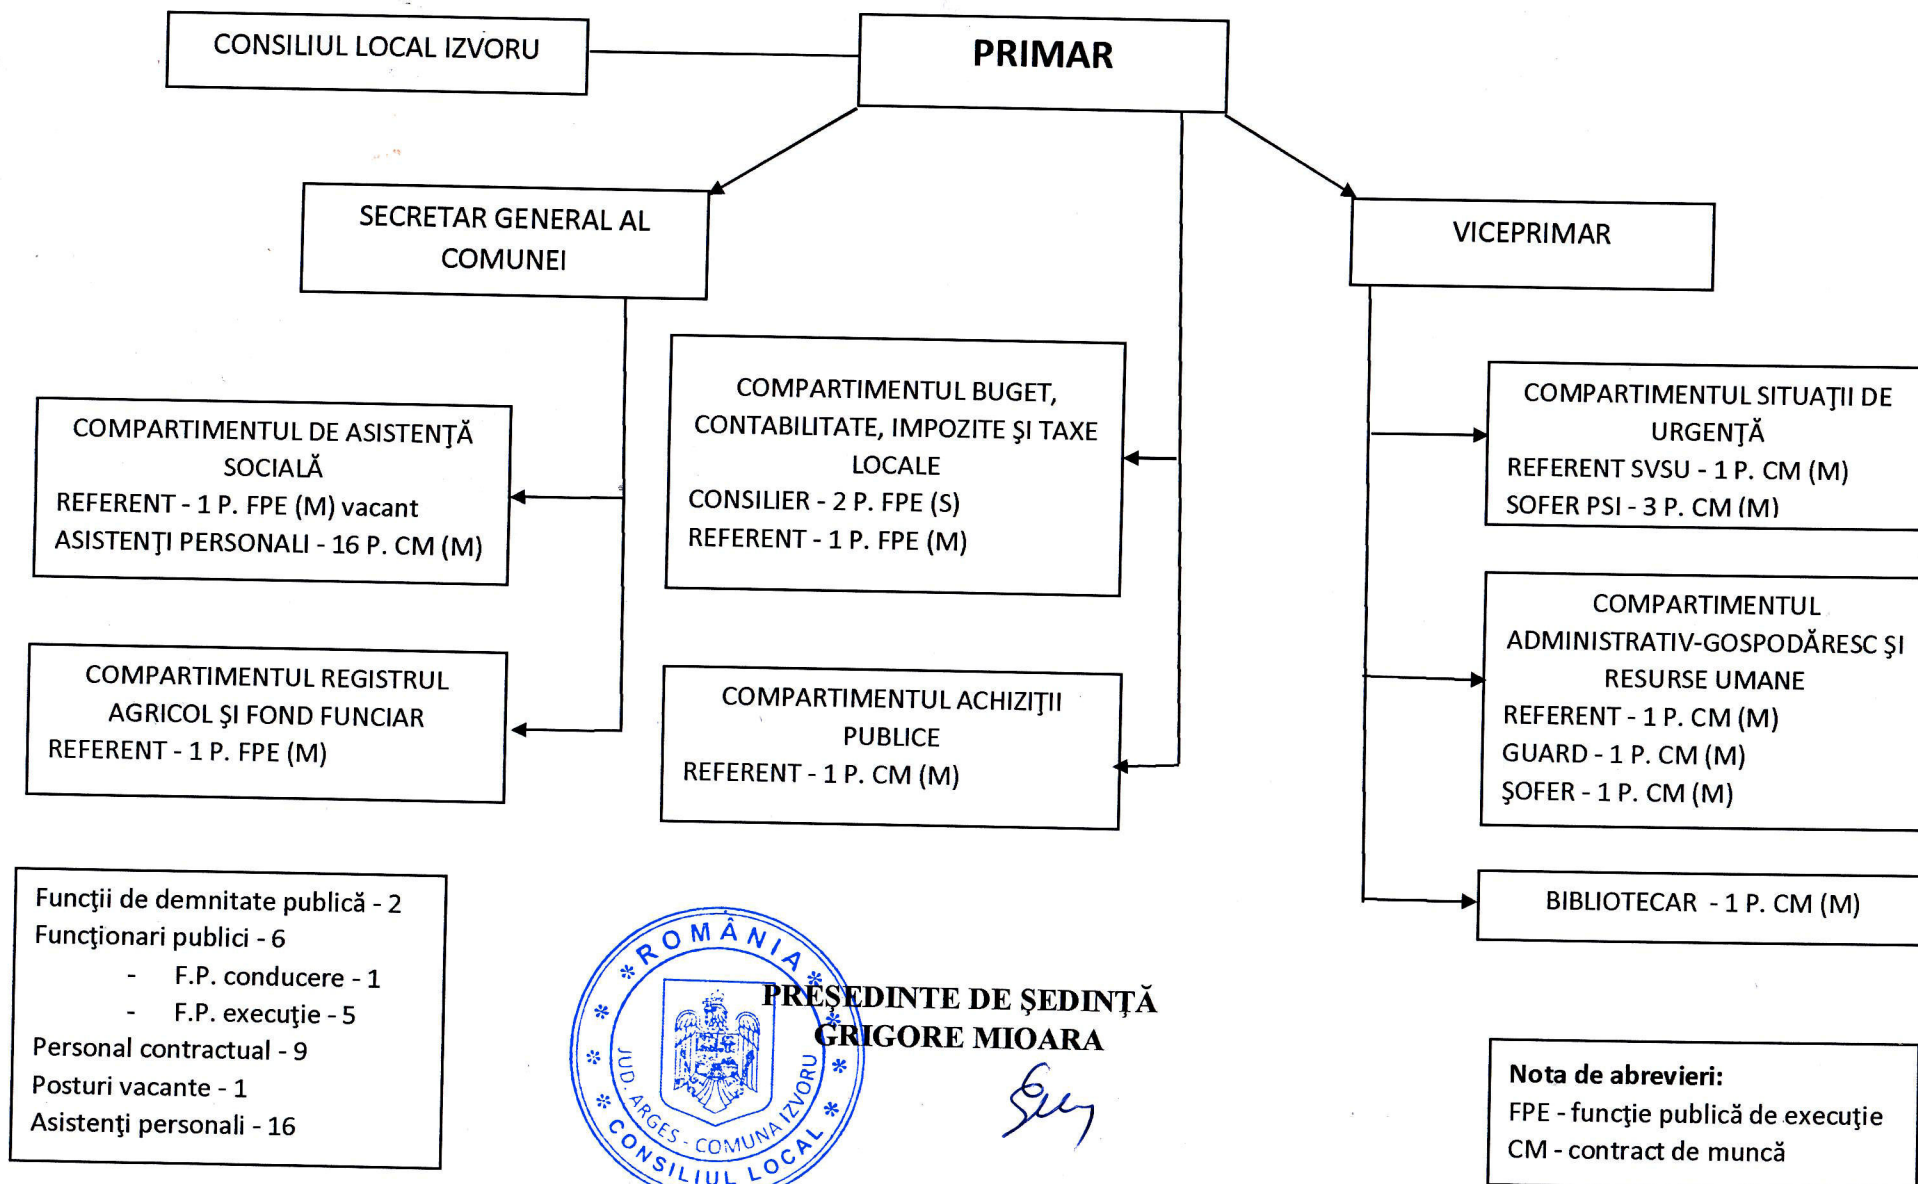 CONSILIUL LOCAL IZVORU
PRIMAR
SECRETAR GENERAL AL
COMUNEI
VICEPRIMAR
COMPARTIMENTUL DE ASISTENŢĂ
SOCIALĂ
REFERENT - 1 P. FPE (M) vacant
ASISTENŢI PERSONALI - 16 P. CM (M)
COMPARTIMENTUL BUGET,
CONTABILITATE, IMPOZITE ŞI TAXE
LOCALE
CONSILIER - 2 P. FPE (S)
REFERENT - 1 P. FPE (M)
COMPARTIMENTUL SITUAŢII DE
URGENŢĂ
REFERENT SVSU - 1 P. CM (M)
SOFER PSI - 3 P. CM (M)
COMPARTIMENTUL REGISTRUL
AGRICOL ŞI FOND FUNCIAR
REFERENT - 1 P. FPE (M)
COMPARTIMENTUL ACHIZIŢII
PUBLICE
REFERENT - 1 P. CM (M)
COMPARTIMENTUL
ADMINISTRATIV-GOSPODĂRESC ŞI
RESURSE UMANE
REFERENT - 1 P. CM (M)
GUARD - 1 P. CM (M)
ŞOFER - 1 P. CM (M)
BIBLIOTECAR - 1 P. CM (M)
Funcţii de demnitate publică - 2
Funcţionari publici - 6
- F.P. conducere - 1
- F.P. execuţie - 5
Personal contractual - 9
Posturi vacante - 1
Asistenţi personali - 16
* ROMÂNIA *
JUD. ARGES - COMUNA IZVORU
* CONSILIUL LOCAL *
PREŞEDINTE DE ŞEDINŢĂ
GRIGORE MIOARA
Nota de abrevieri:
FPE - funcţie publică de execuţie
CM - contract de muncă